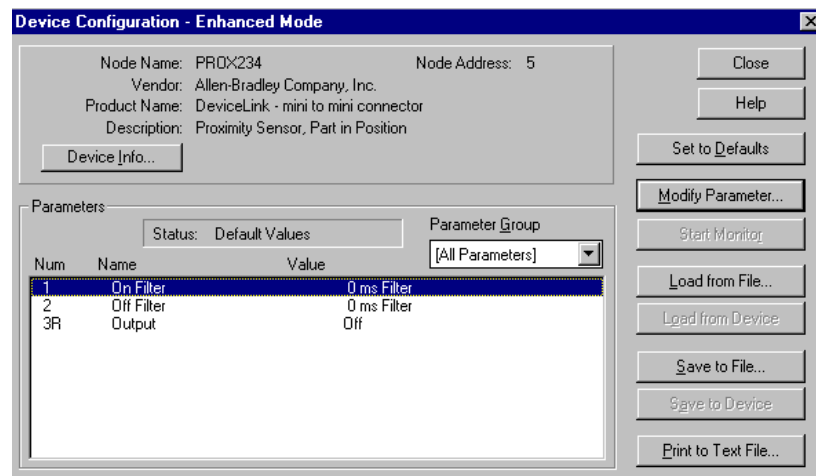 Device Configuration - Enhanced Mode
Node Name: PROX234 Node Address: 5
Vendor: Allen-Bradley Company, Inc.
Product Name: DeviceLink - mini to mini connector
Description: Proximity Sensor, Part in Position
Device Info...
Close
Help
Set to Defaults
Modify Parameter...
Start Monitor
Load from File...
Load from Device
Save to File...
Save to Device
Print to Text File...
Parameters
Status: Default Values
Parameter Group
[All Parameters]
Num Name Value
1 On Filter 0 ms Filter
2 Off Filter 0 ms Filter
3R Output Off